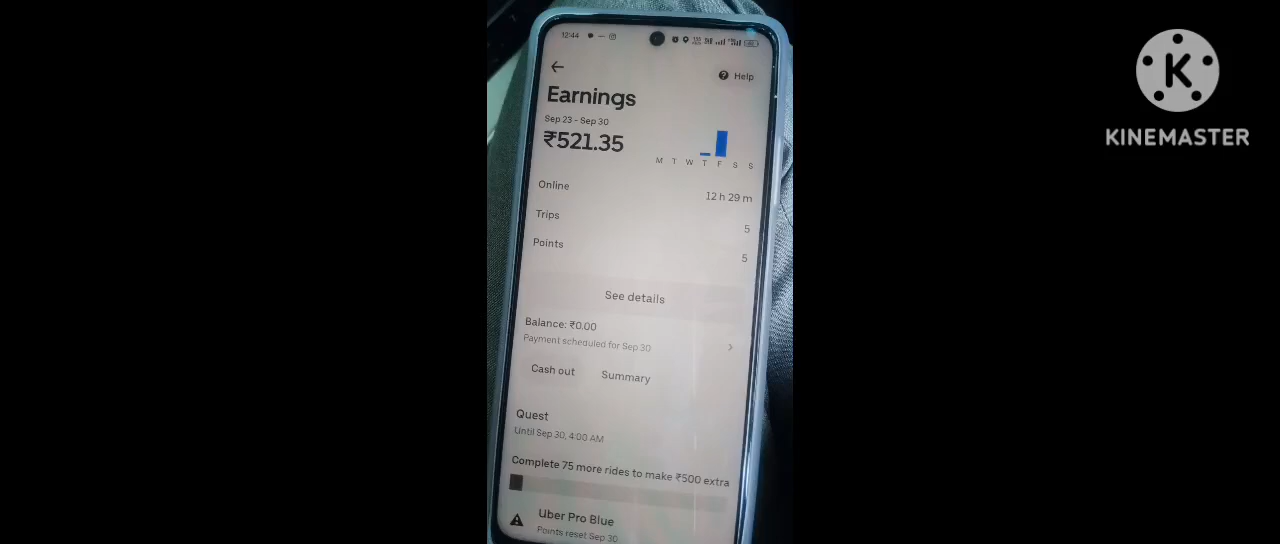 12:44
Help
Earnings
Sep 23 - Sep 30
₹521.35
M T W T F S S
Online
12 h 29 m
Trips
5
Points
5
See details
Balance: ₹0.00
Payment scheduled for Sep 30
Cash out
Summary
Quest
Until Sep 30, 4:00 AM
Complete 75 more rides to make ₹500 extra
Uber Pro Blue
Points reset Sep 30
K
KINEMASTER